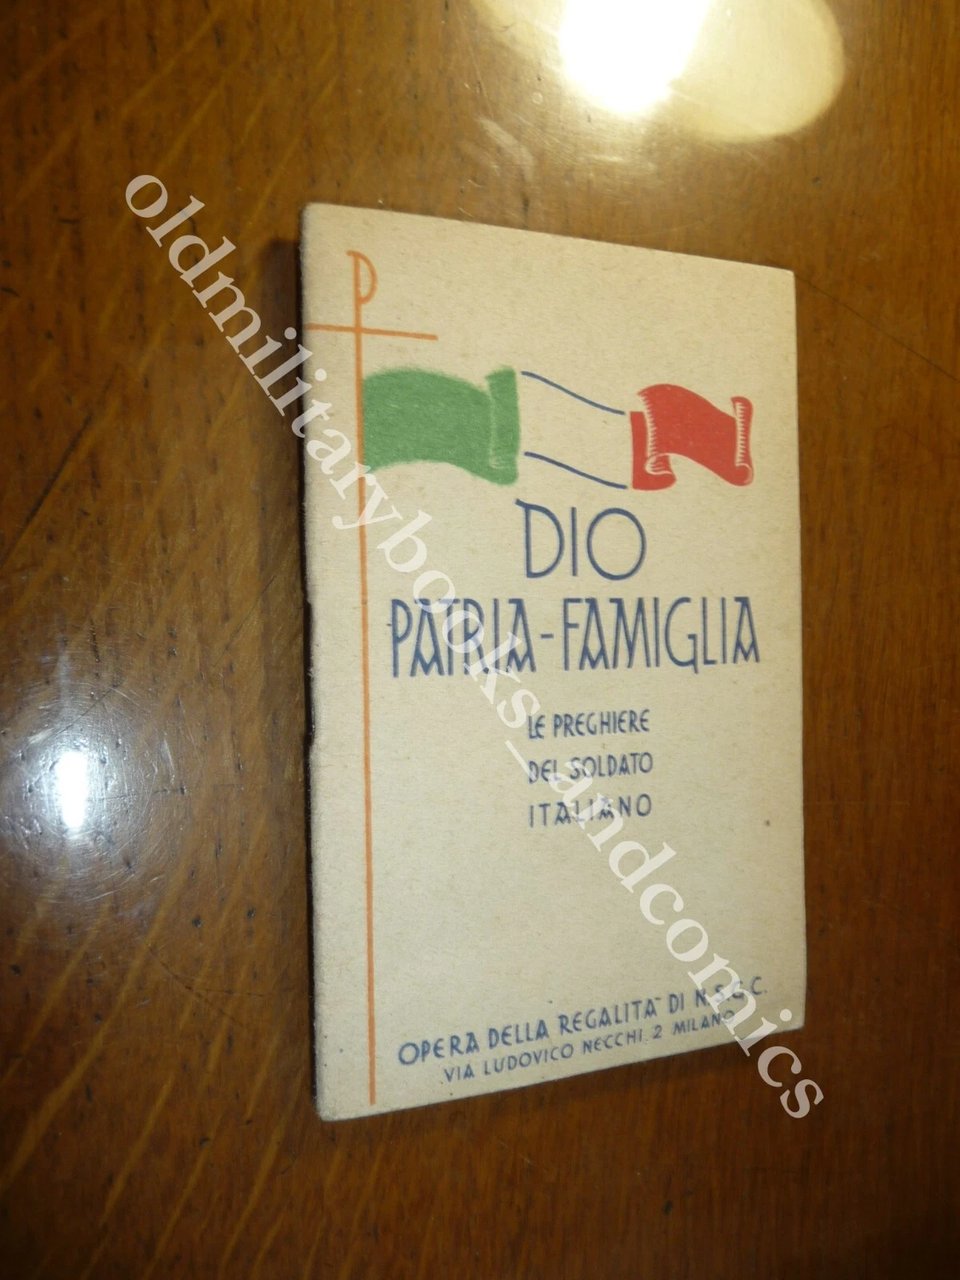 DIO
PATRIA-FAMIGLIA
LE PREGHIERE
DEL SOLDATO
ITALIANO
OPERA DELLA REGALITA' DI N.S.G.C.
VIA LUDOVICO NECCHI, 2 MILANO
oldmilitarybooks_andcomics